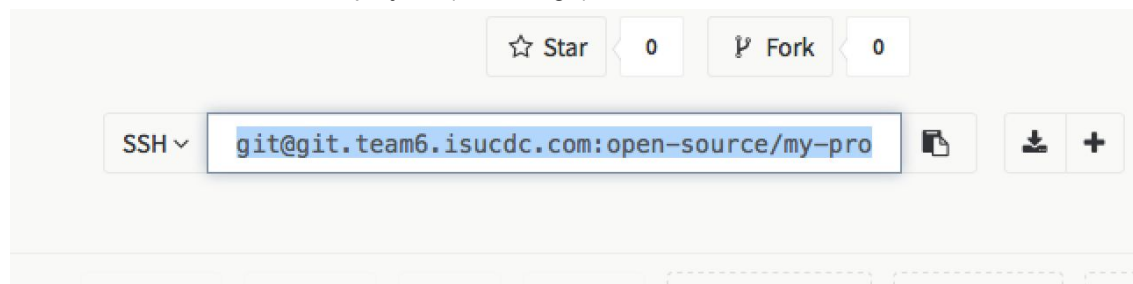 Star 0 Fork 0
SSH git@git.team6.isucdc.com:open-source/my-pro